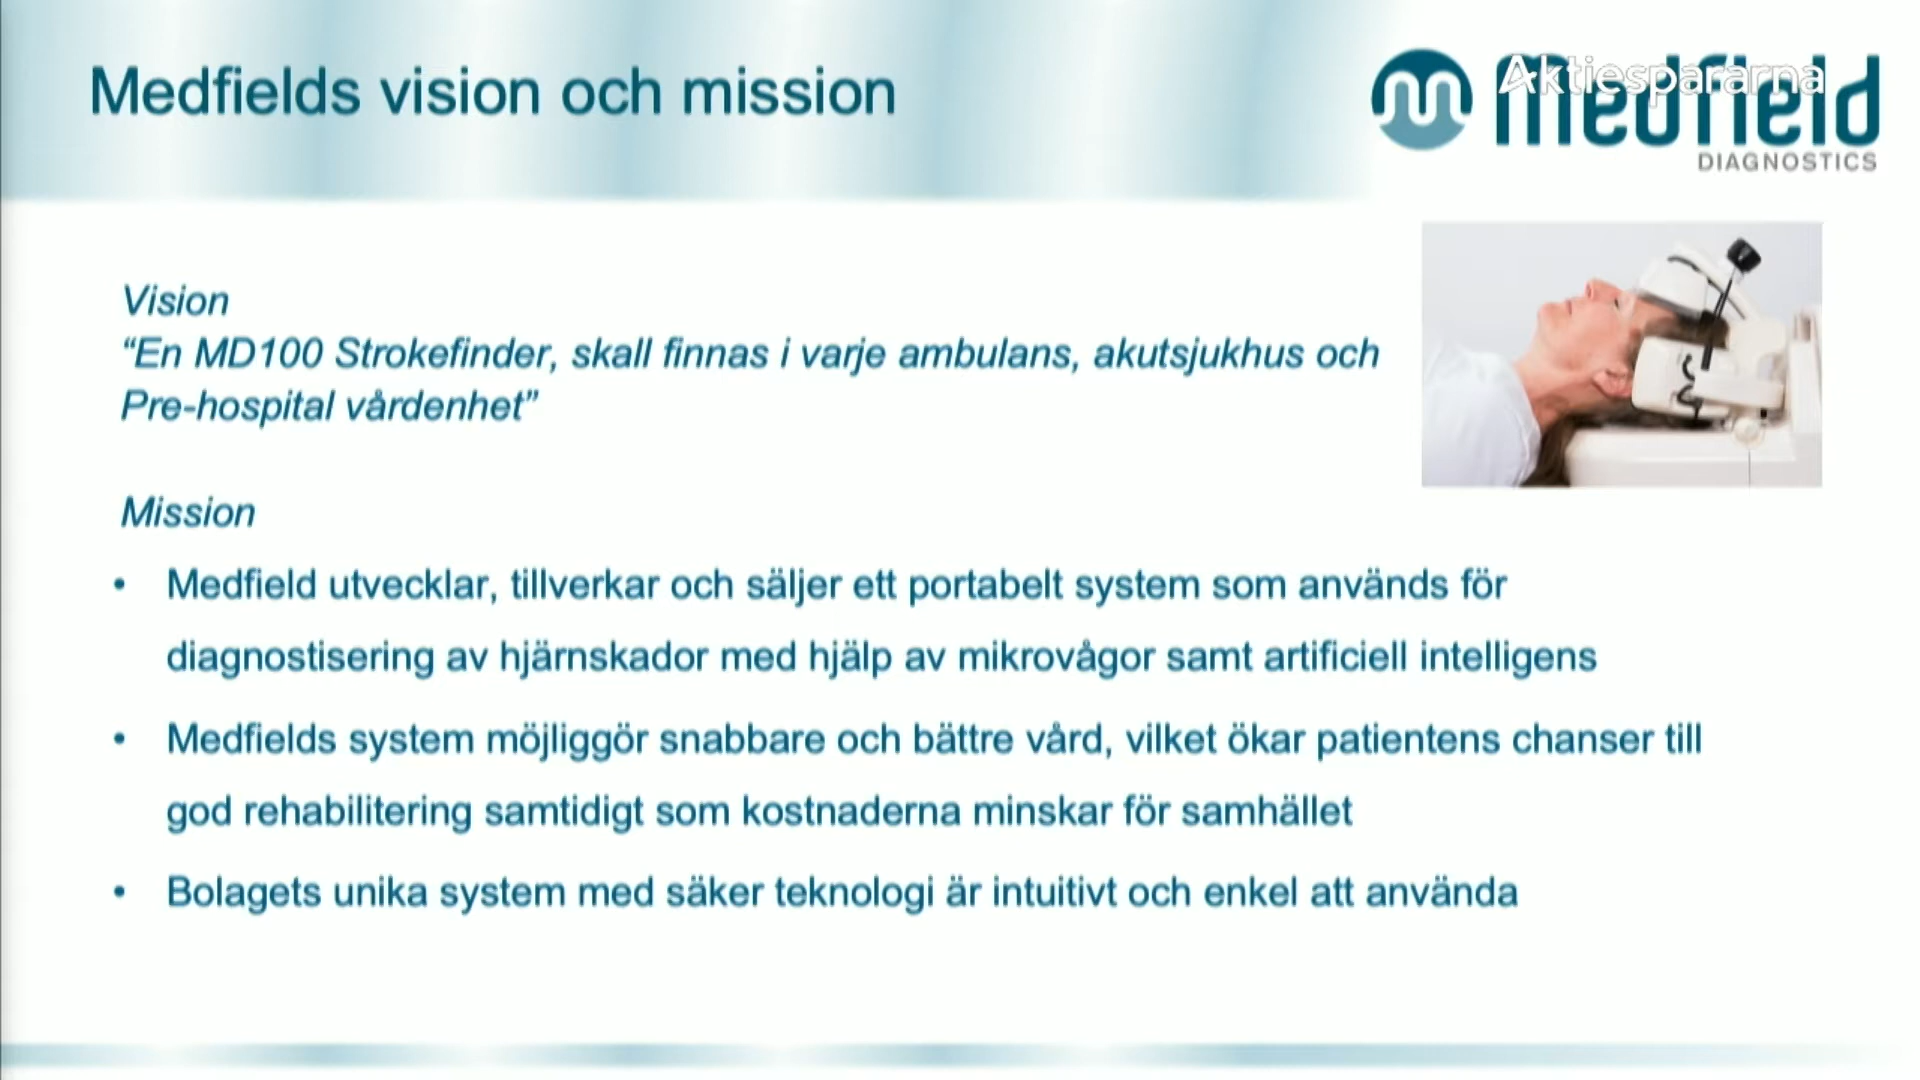 Medfields vision och mission
Medfield
Aktiespararna
DIAGNOSTICS
Vision
“En MD100 Strokefinder, skall finnas i varje ambulans, akutsjukhus och
Pre-hospital vårdenhet”
Mission
• Medfield utvecklar, tillverkar och säljer ett portabelt system som används för
diagnostisering av hjärnskador med hjälp av mikrovågor samt artificiell intelligens
• Medfields system möjliggör snabbare och bättre vård, vilket ökar patientens chanser till
god rehabilitering samtidigt som kostnaderna minskar för samhället
• Bolagets unika system med säker teknologi är intuitivt och enkel att använda